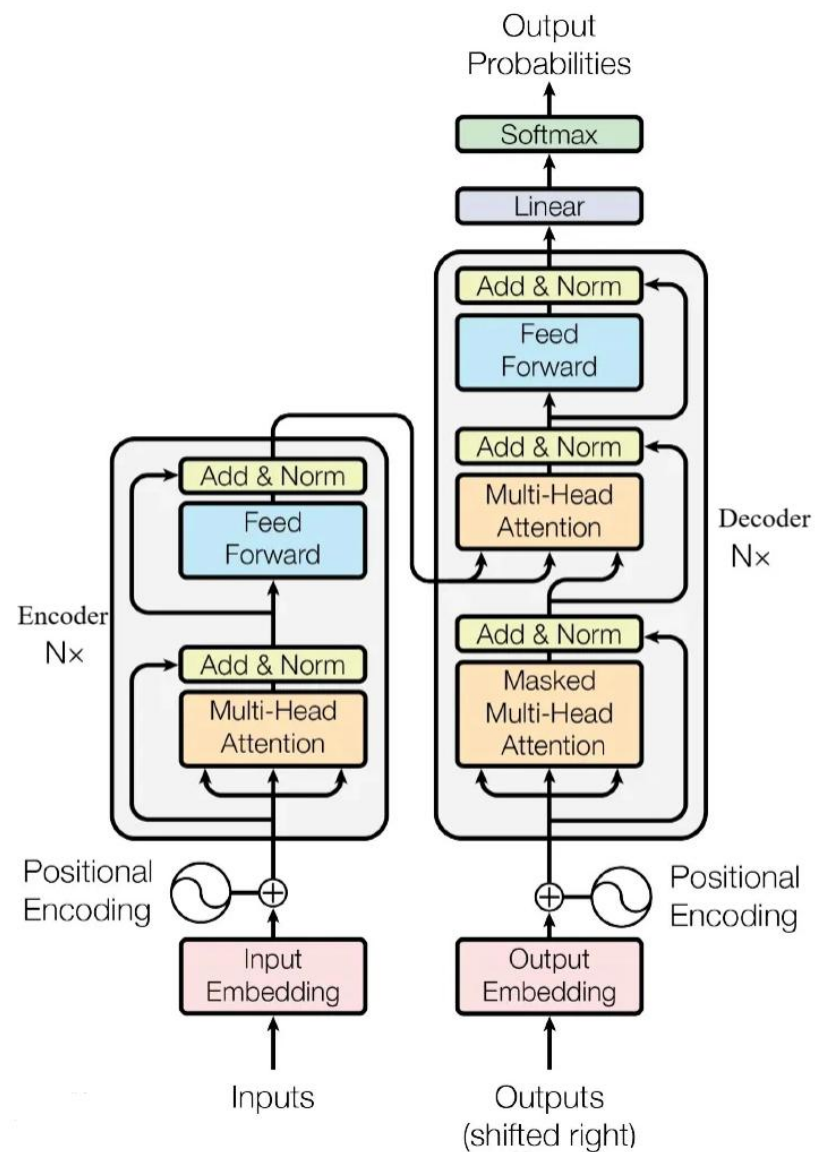 Output
Probabilities
Softmax
Linear
Add & Norm
Feed
Forward
Add & Norm
Multi-Head
Attention
Decoder
N×
Add & Norm
Masked
Multi-Head
Attention
Add & Norm
Feed
Forward
Encoder
N×
Add & Norm
Multi-Head
Attention
Positional
Encoding
Positional
Encoding
Input
Embedding
Output
Embedding
Inputs
Outputs
(shifted right)